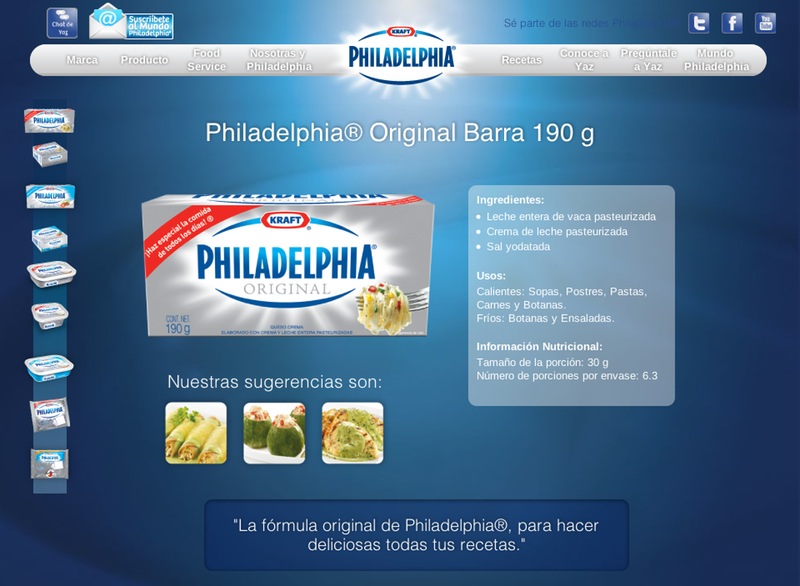 Chat de
Yaz
Suscríbete
al Mundo
Philadelphia®
Sé parte de las redes
Marca
Producto
Food
Service
Nosotras y
Philadelphia
KRAFT
PHILADELPHIA®
Recetas
Conoce a
Yaz
Pregúntale
a Yaz
Mundo
Philadelphia
Philadelphia® Original Barra 190 g
¡Haz especial la comida
de todos los días! ®
KRAFT
PHILADELPHIA®
ORIGINAL
CONT. NET.
190 g
QUESO CREMA
ELABORADO CON CREMA Y LECHE ENTERA PASTEURIZADAS
Ingredientes:
Leche entera de vaca pasteurizada
Crema de leche pasteurizada
Sal yodatada
Usos:
Calientes: Sopas, Postres, Pastas,
Carnes y Botanas.
Fríos: Botanas y Ensaladas.
Información Nutricional:
Tamaño de la porción: 30 g
Número de porciones por envase: 6.3
Nuestras sugerencias son:
"La fórmula original de Philadelphia®, para hacer
deliciosas todas tus recetas."